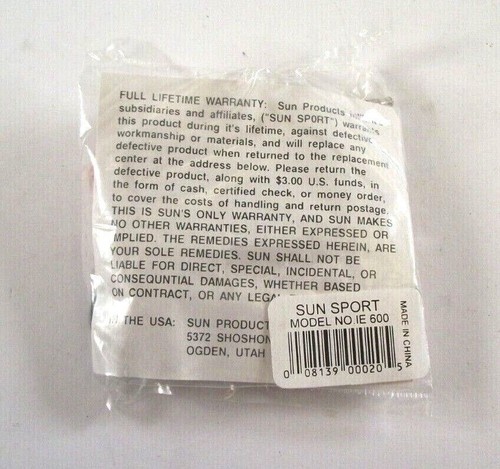 FULL LIFETIME WARRANTY: Sun Products
subsidiaries and affiliates, ("SUN SPORT") warrants
this product during it's lifetime, against defective
workmanship or materials, and will replace any
defective product when returned to the replacement
center at the address below. Please return the
defective product, along with $3.00 U.S. funds, in
the form of cash, certified check, or money order,
to cover the costs of handling and return postage.
THIS IS SUN'S ONLY WARRANTY, AND SUN MAKES
NO OTHER WARRANTIES, EITHER EXPRESSED OR
IMPLIED. THE REMEDIES EXPRESSED HEREIN, ARE
YOUR SOLE REMEDIES. SUN SHALL NOT BE
LIABLE FOR DIRECT, SPECIAL, INCIDENTAL, OR
CONSEQUNTIAL DAMAGES, WHETHER BASED
ON CONTRACT, OR ANY LEGAL
IN THE USA: SUN PRODUCT
5372 SHOSHON
OGDEN, UTAH
SUN SPORT
MODEL NO IE 600
0 08139 00020 5
MADE IN CHINA